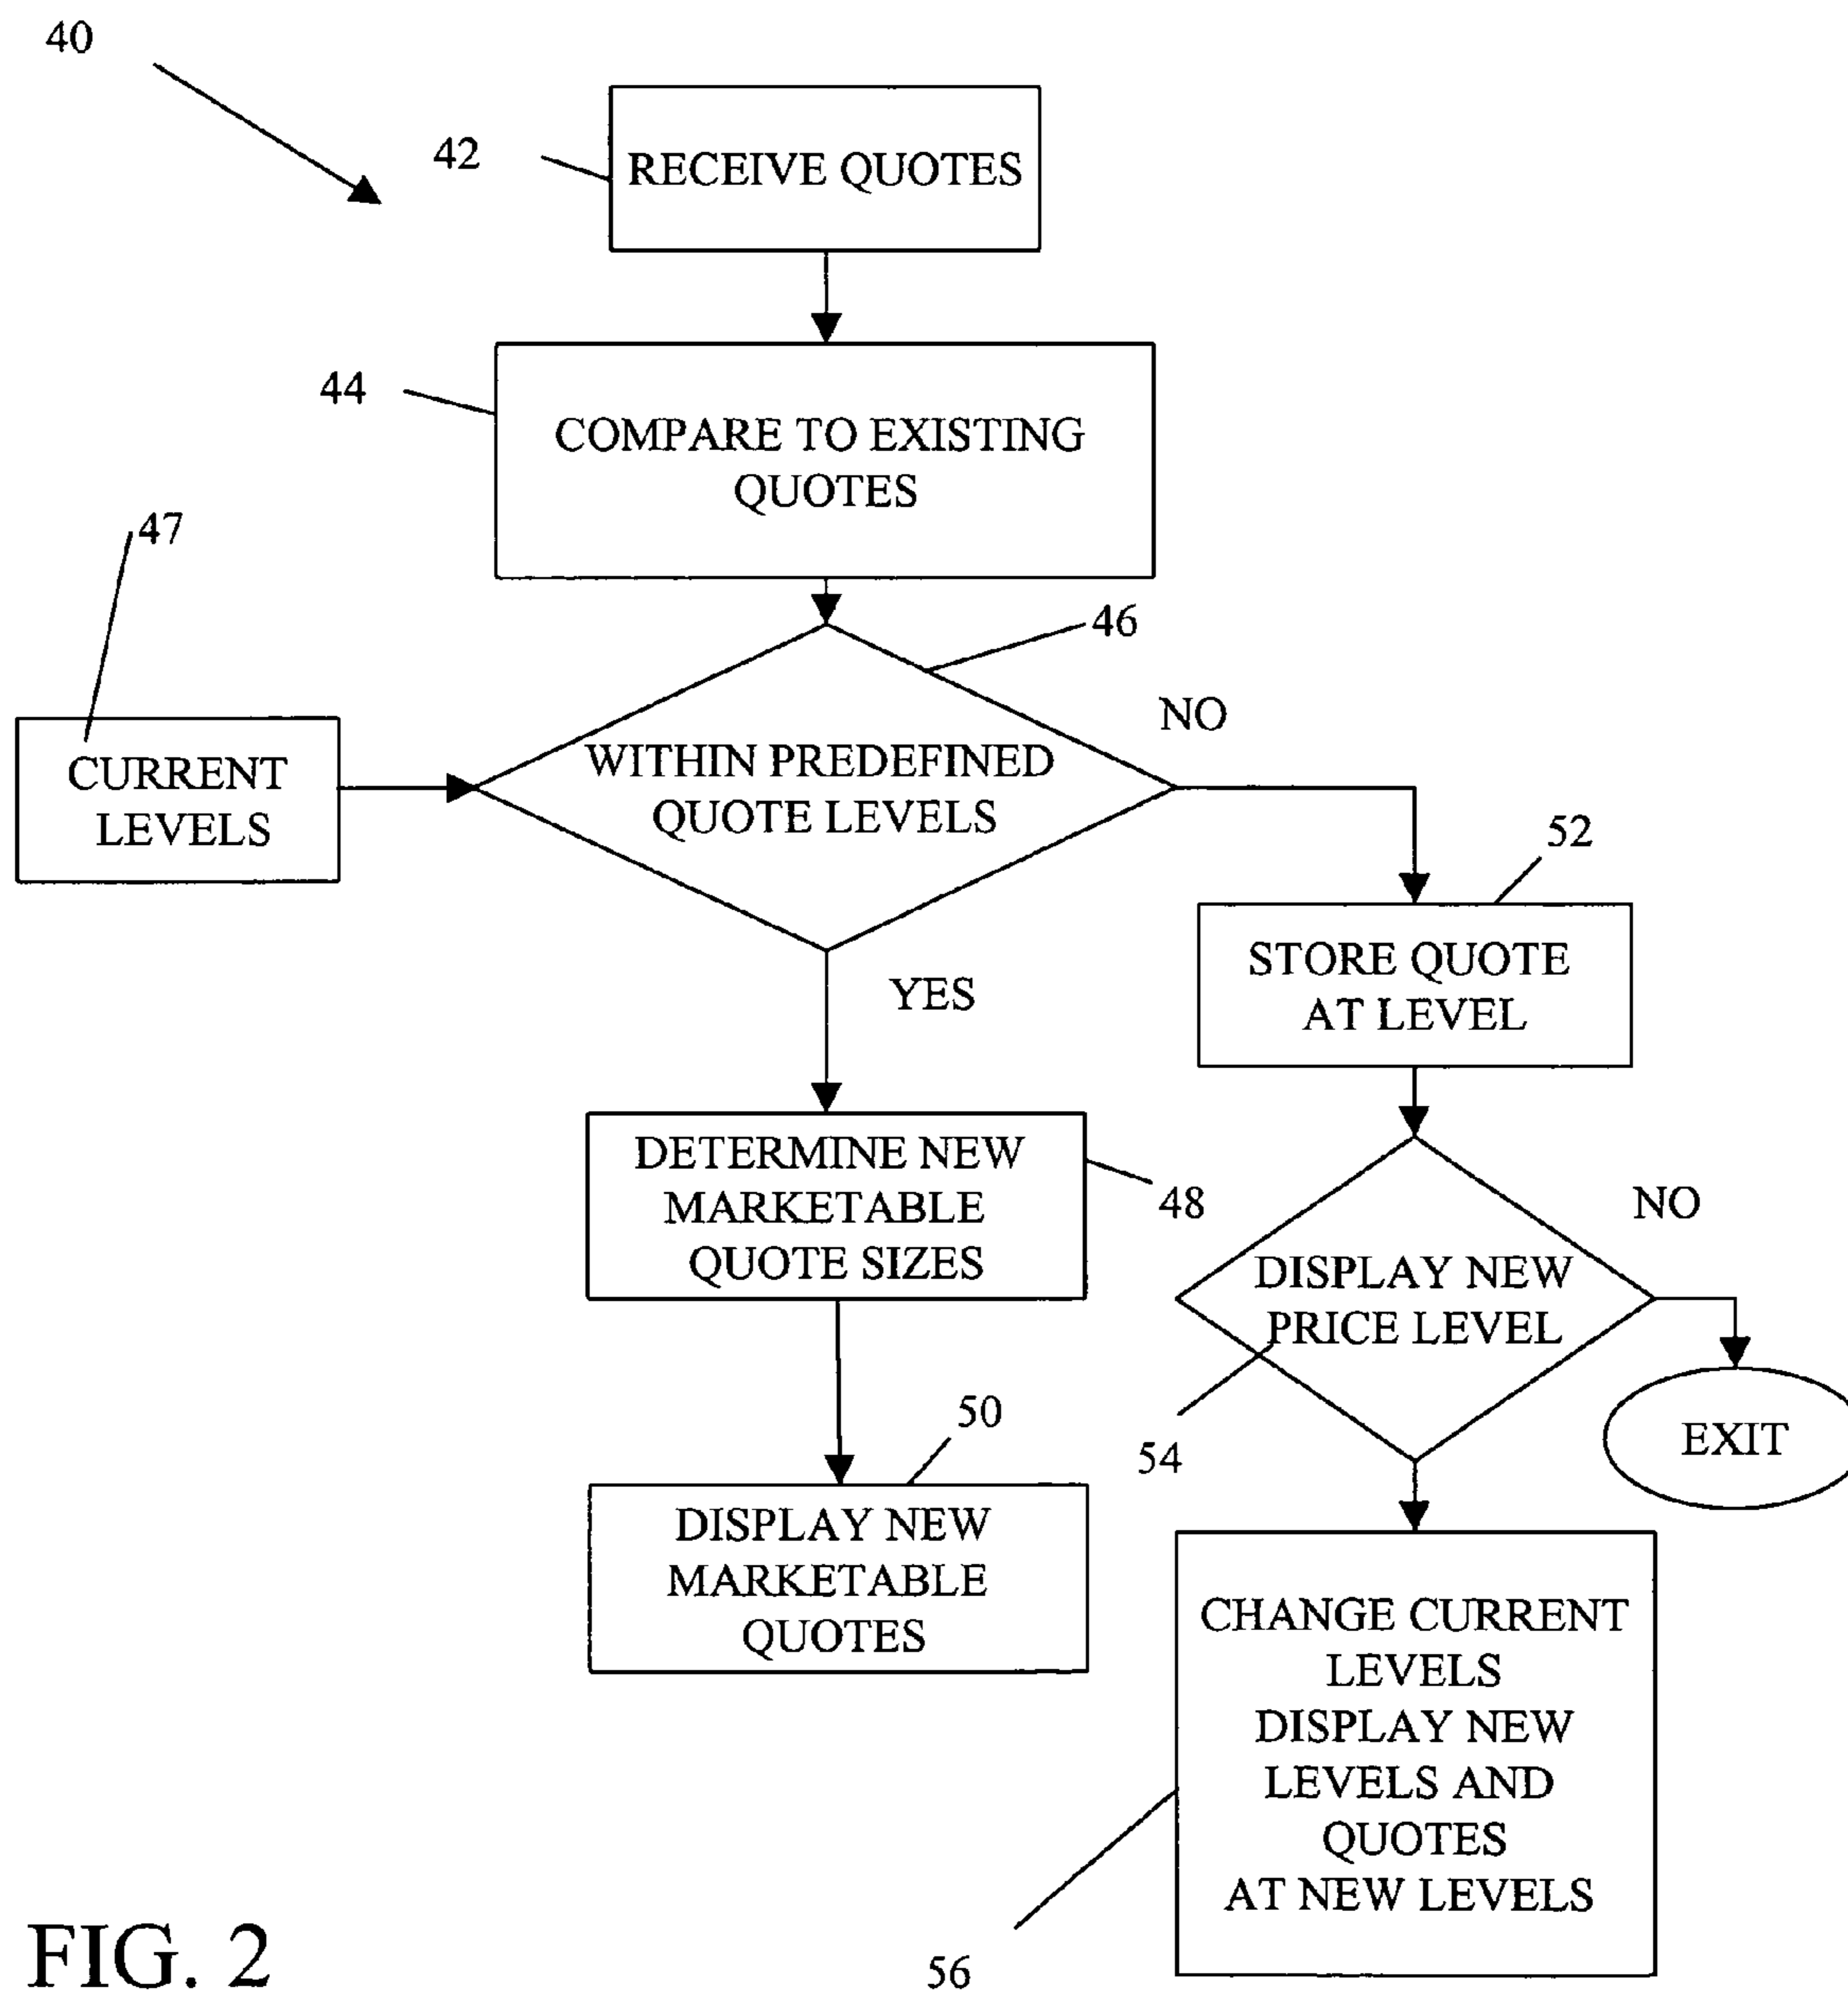 40
42
RECEIVE QUOTES
44
COMPARE TO EXISTING
QUOTES
47
46
CURRENT
LEVELS
WITHIN PREDEFINED
QUOTE LEVELS
NO
52
STORE QUOTE
AT LEVEL
YES
DETERMINE NEW
MARKETABLE
QUOTE SIZES
48
NO
DISPLAY NEW
PRICE LEVEL
54
EXIT
50
DISPLAY NEW
MARKETABLE
QUOTES
CHANGE CURRENT
LEVELS
DISPLAY NEW
LEVELS AND
QUOTES
AT NEW LEVELS
56
FIG. 2